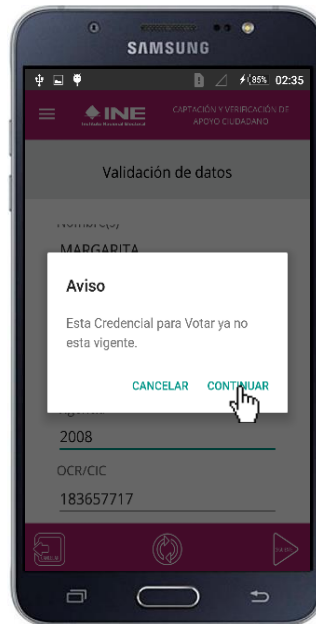 SAMSUNG
85% 02:35
INE
Instituto Nacional Electoral
CAPTACIÓN Y VERIFICACIÓN DE
APOYO CIUDADANO
Validación de datos
Nombre(s)
MARGARITA
Aviso
Esta Credencial para Votar ya no
esta vigente.
CANCELAR CONTINUAR
2008
OCR/CIC
183657717